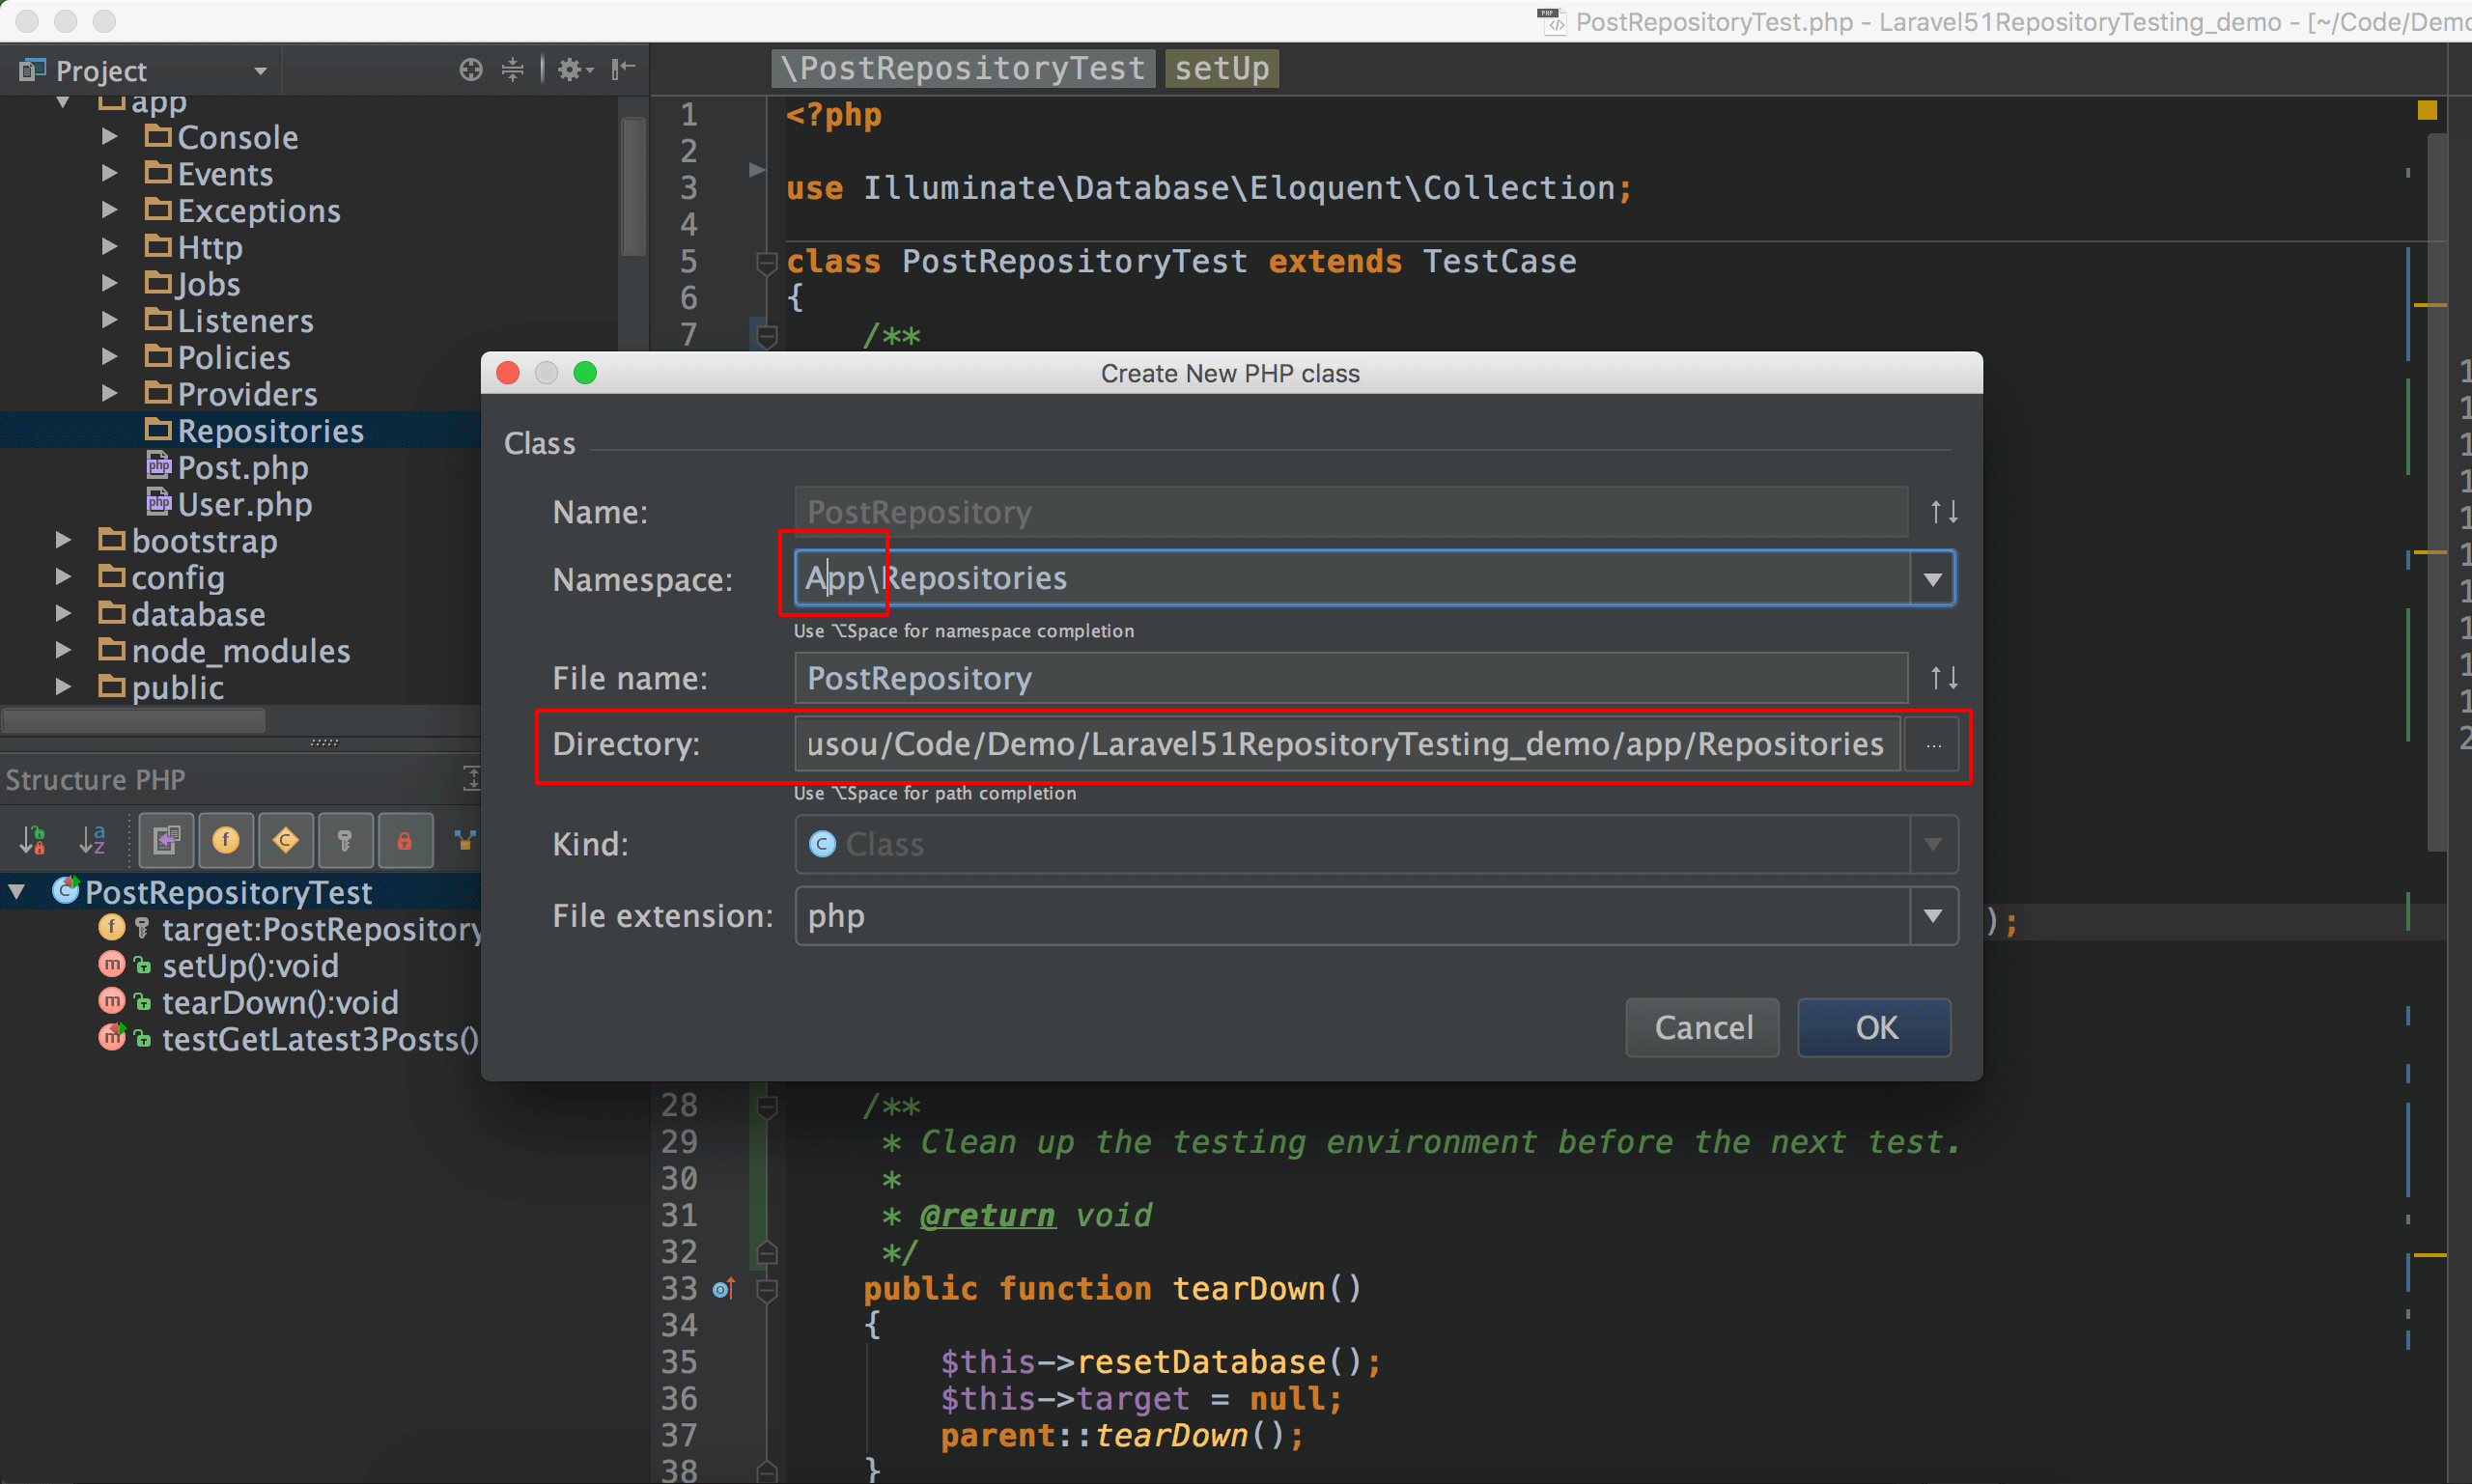 PostRepositoryTest.php - Laravel51RepositoryTesting_demo - [~/Code/Demo
Project
\PostRepositoryTest setUp
app
Console
Events
Exceptions
Http
Jobs
Listeners
Policies
Providers
Repositories
Post.php
User.php
bootstrap
config
database
node_modules
public
1 <?php
2
3 use Illuminate\Database\Eloquent\Collection;
4
5 class PostRepositoryTest extends TestCase
6 {
7 /**
Create New PHP class
Class
Name: PostRepository
Namespace: App\Repositories
Use ⌥Space for namespace completion
File name: PostRepository
Directory: usou/Code/Demo/Laravel51RepositoryTesting_demo/app/Repositories ...
Use ⌥Space for path completion
Kind: Class
File extension: php
Cancel OK
);
Structure PHP
PostRepositoryTest
target:PostRepository
setUp():void
tearDown():void
testGetLatest3Posts()
28 /**
29 * Clean up the testing environment before the next test.
30 *
31 * @return void
32 */
33 public function tearDown()
34 {
35 $this->resetDatabase();
36 $this->target = null;
37 parent::tearDown();
38 }